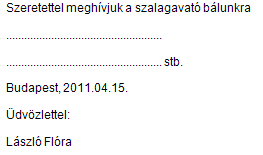 Szeretettel meghívjuk a szalagavató bálunkra
....................................................
.................................................... stb.
Budapest, 2011.04.15.
Üdvözlettel:
László Flóra